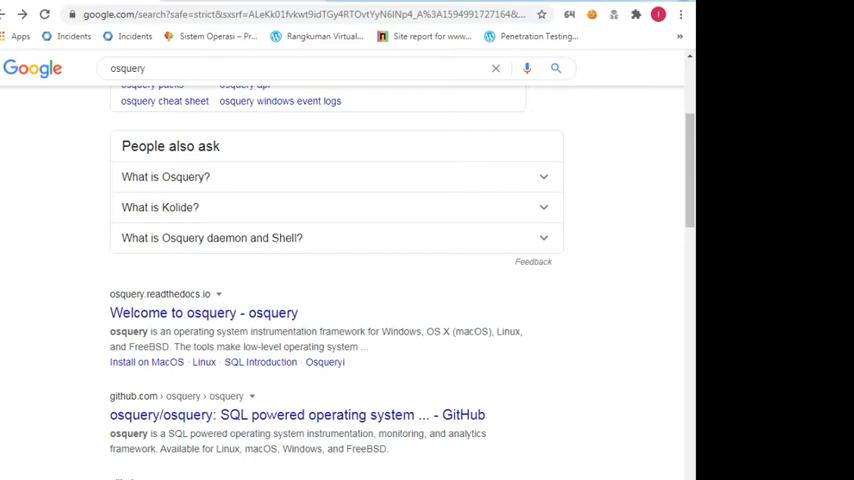 google.com/search?safe=strict&sxsrf=ALeKk01fvkwt9idTGy4RTOvtYyN6INp4_A%3A1594991727164&...
Apps Incidents Incidents Sistem Operasi – Pr... Rangkuman Virtual... Site report for www... Penetration Testing... »
Google osquery
osquery packs osquery api
osquery cheat sheet osquery windows event logs
People also ask
What is Osquery?
What is Kolide?
What is Osquery daemon and Shell?
Feedback
osquery.readthedocs.io
Welcome to osquery - osquery
osquery is an operating system instrumentation framework for Windows, OS X (macOS), Linux,
and FreeBSD. The tools make low-level operating system ...
Install on MacOS · Linux · SQL Introduction · Osqueryi
github.com › osquery › osquery
osquery/osquery: SQL powered operating system ... - GitHub
osquery is a SQL powered operating system instrumentation, monitoring, and analytics
framework. Available for Linux, macOS, Windows, and FreeBSD.